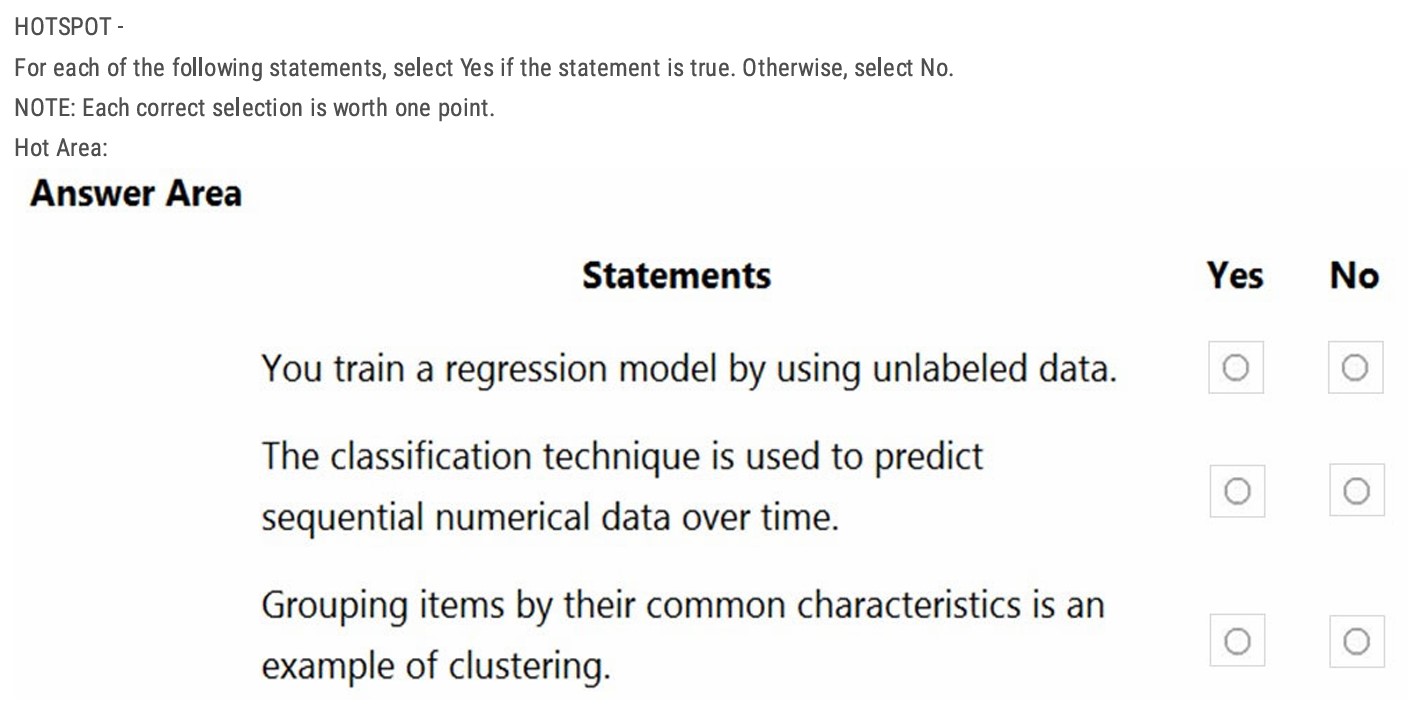 HOTSPOT -
For each of the following statements, select Yes if the statement is true. Otherwise, select No.
NOTE: Each correct selection is worth one point.
Hot Area:
Answer Area
Statements Yes No
You train a regression model by using unlabeled data.
The classification technique is used to predict
sequential numerical data over time.
Grouping items by their common characteristics is an
example of clustering.